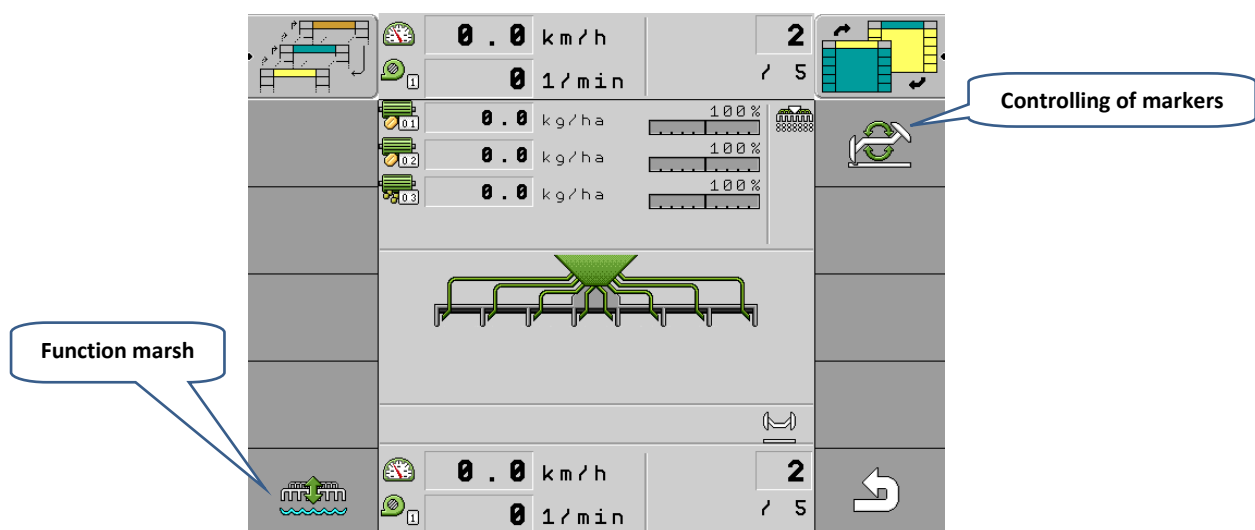 0.0 km/h 2
1 0 1/min / 5
Controlling of markers
01 0.0 kg/ha 100%
02 0.0 kg/ha 100%
03 0.0 kg/ha 100%
Function marsh
0.0 km/h 2
1 0 1/min / 5